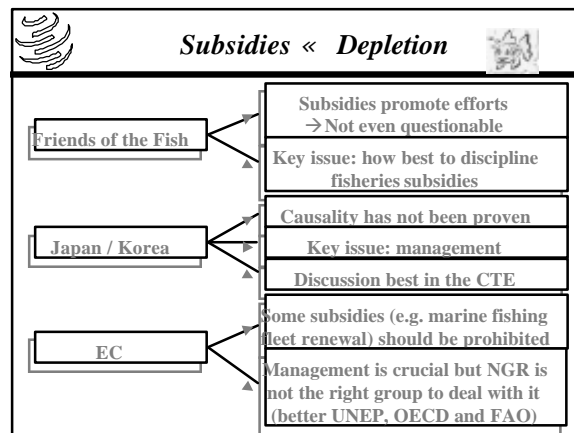 Subsidies « Depletion
Friends of the Fish
Subsidies promote efforts
→ Not even questionable
Key issue: how best to discipline
fisheries subsidies
Japan / Korea
Causality has not been proven
Key issue: management
Discussion best in the CTE
EC
Some subsidies (e.g. marine fishing
fleet renewal) should be prohibited
Management is crucial but NGR is
not the right group to deal with it
(better UNEP, OECD and FAO)